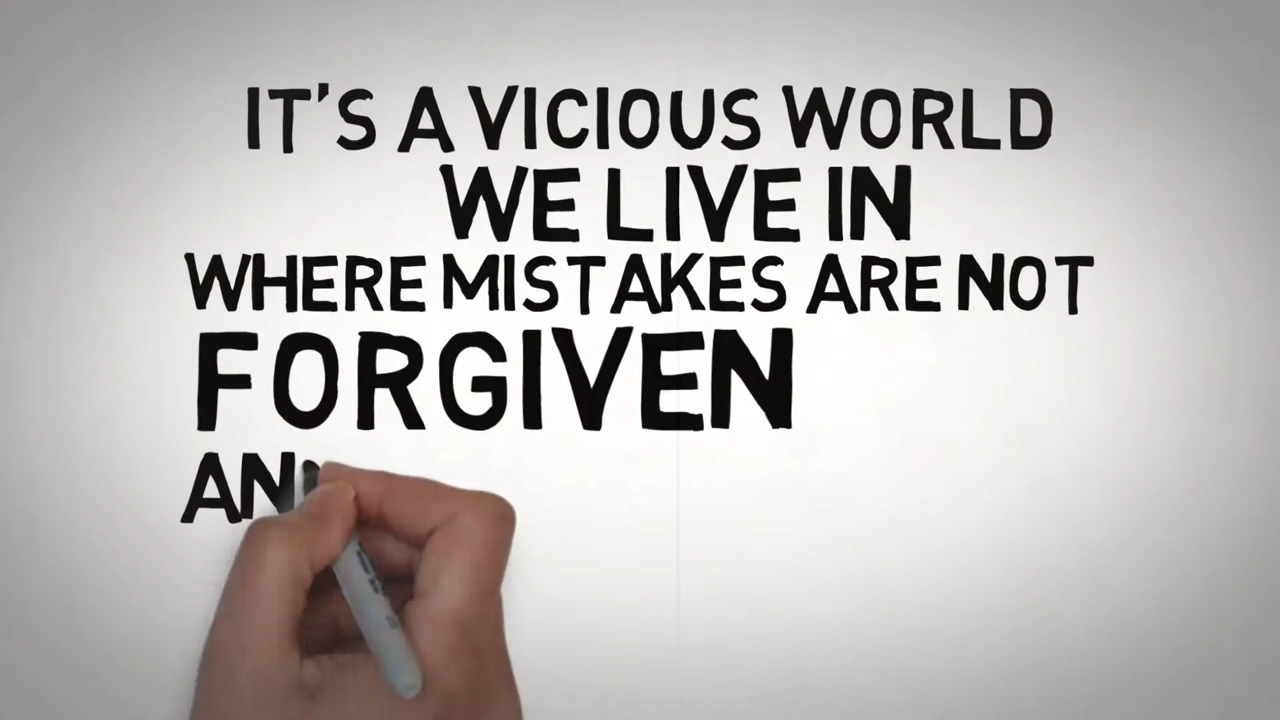 IT'S A VICIOUS WORLD
WE LIVE IN
WHERE MISTAKES ARE NOT
FORGIVEN